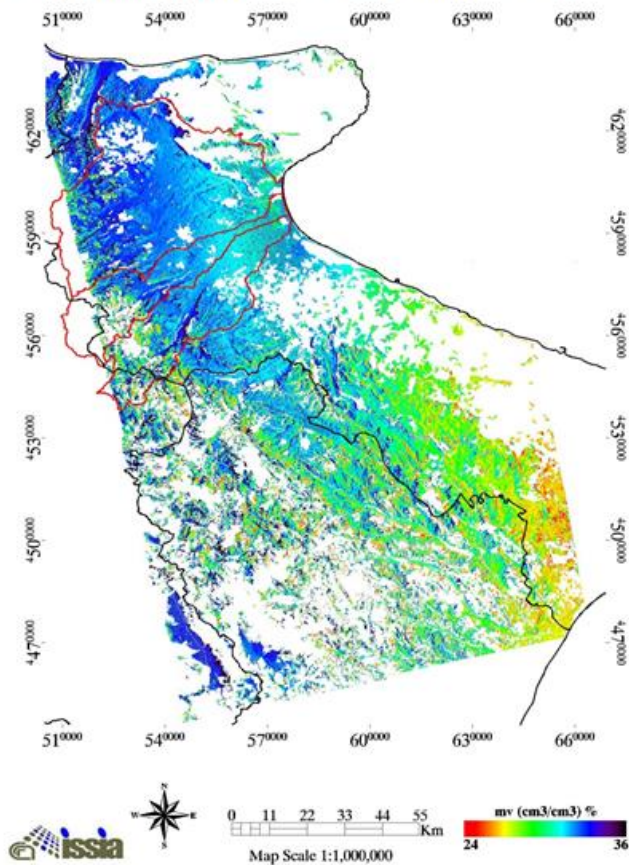 510000 540000 570000 600000 630000 660000
4620000 4620000
4590000 4590000
4560000 4560000
4530000 4530000
4500000 4500000
4470000 4470000
510000 540000 570000 600000 630000 660000
N
W E
S
issia
0 11 22 33 44 55
Km
Map Scale 1:1,000,000
mv (cm3/cm3) %
24 36